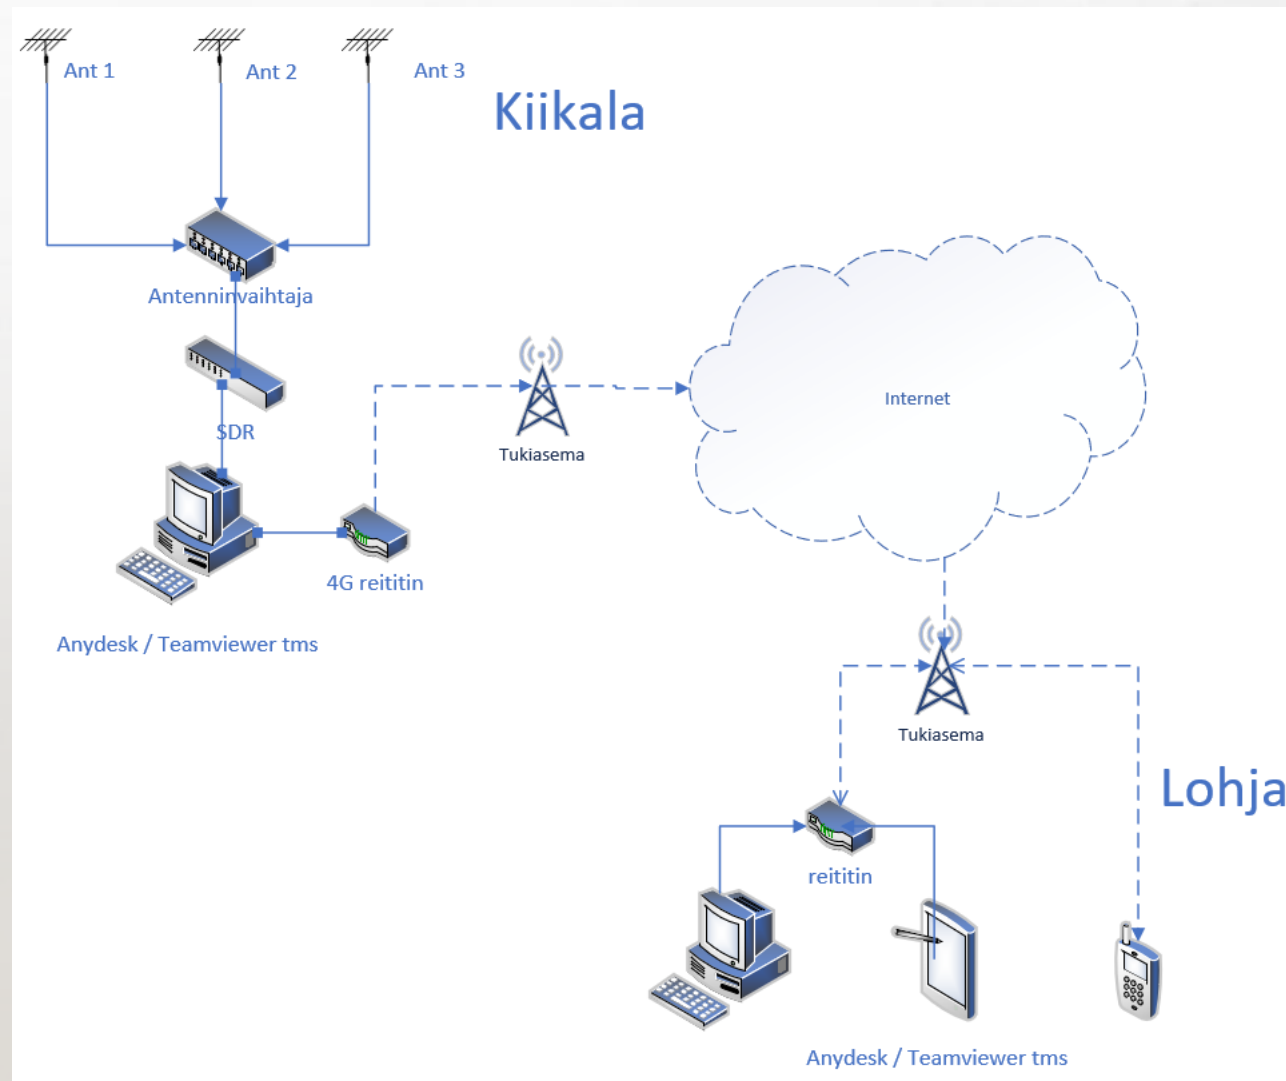 Ant 1
Ant 2
Ant 3
Kiikala
Antenninvaihtaja
SDR
Tukiasema
Internet
4G reititin
Anydesk / Teamviewer tms
Tukiasema
Lohja
reititin
Anydesk / Teamviewer tms